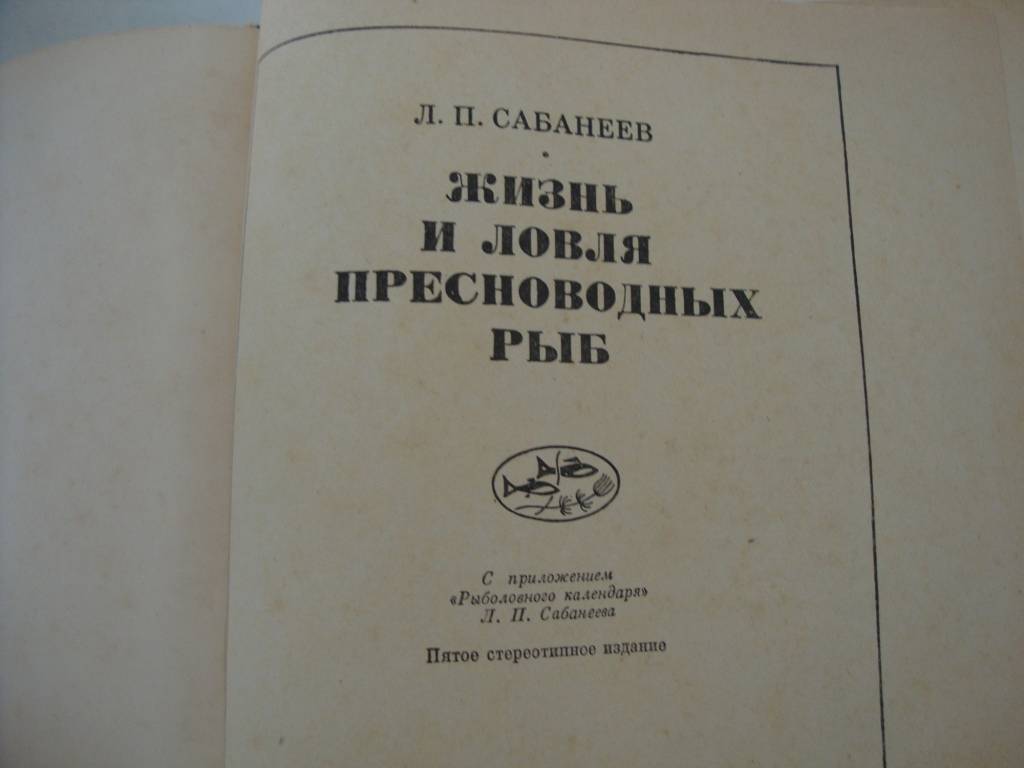 Л. П. САБАНЕЕВ
ЖИЗНЬ
И ЛОВЛЯ
ПРЕСНОВОДНЫХ
РЫБ
С приложением
«Рыболовного календаря»
Л. П. Сабанеева
Пятое стереотипное издание